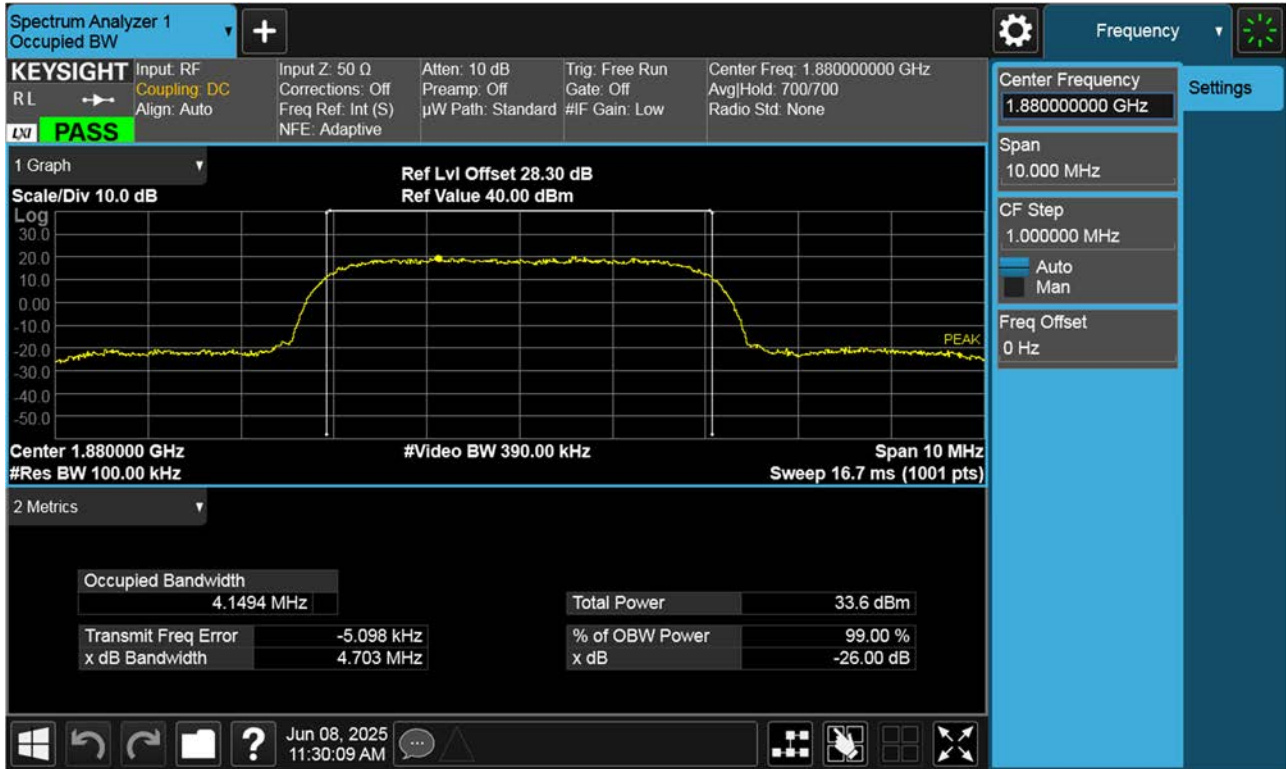 Spectrum Analyzer 1
Occupied BW
Frequency
KEYSIGHT
R L
LXI
PASS
Input: RF
Coupling: DC
Align: Auto
Input Z: 50 Ω
Corrections: Off
Freq Ref: Int (S)
NFE: Adaptive
Atten: 10 dB
Preamp: Off
µW Path: Standard
Trig: Free Run
Gate: Off
#IF Gain: Low
Center Freq: 1.880000000 GHz
Avg|Hold: 700/700
Radio Std: None
Center Frequency
1.880000000 GHz
Settings
Span
10.000 MHz
CF Step
1.000000 MHz
Auto
Man
Freq Offset
0 Hz
1 Graph
Scale/Div 10.0 dB
Ref Lvl Offset 28.30 dB
Ref Value 40.00 dBm
Log
30.0
20.0
10.0
0.00
-10.0
-20.0
-30.0
-40.0
-50.0
PEAK
Center 1.880000 GHz
#Video BW 390.00 kHz
Span 10 MHz
#Res BW 100.00 kHz
Sweep 16.7 ms (1001 pts)
2 Metrics
Occupied Bandwidth
4.1494 MHz
Total Power 33.6 dBm
Transmit Freq Error -5.098 kHz
% of OBW Power 99.00 %
x dB Bandwidth 4.703 MHz
x dB -26.00 dB
?
Jun 08, 2025
11:30:09 AM